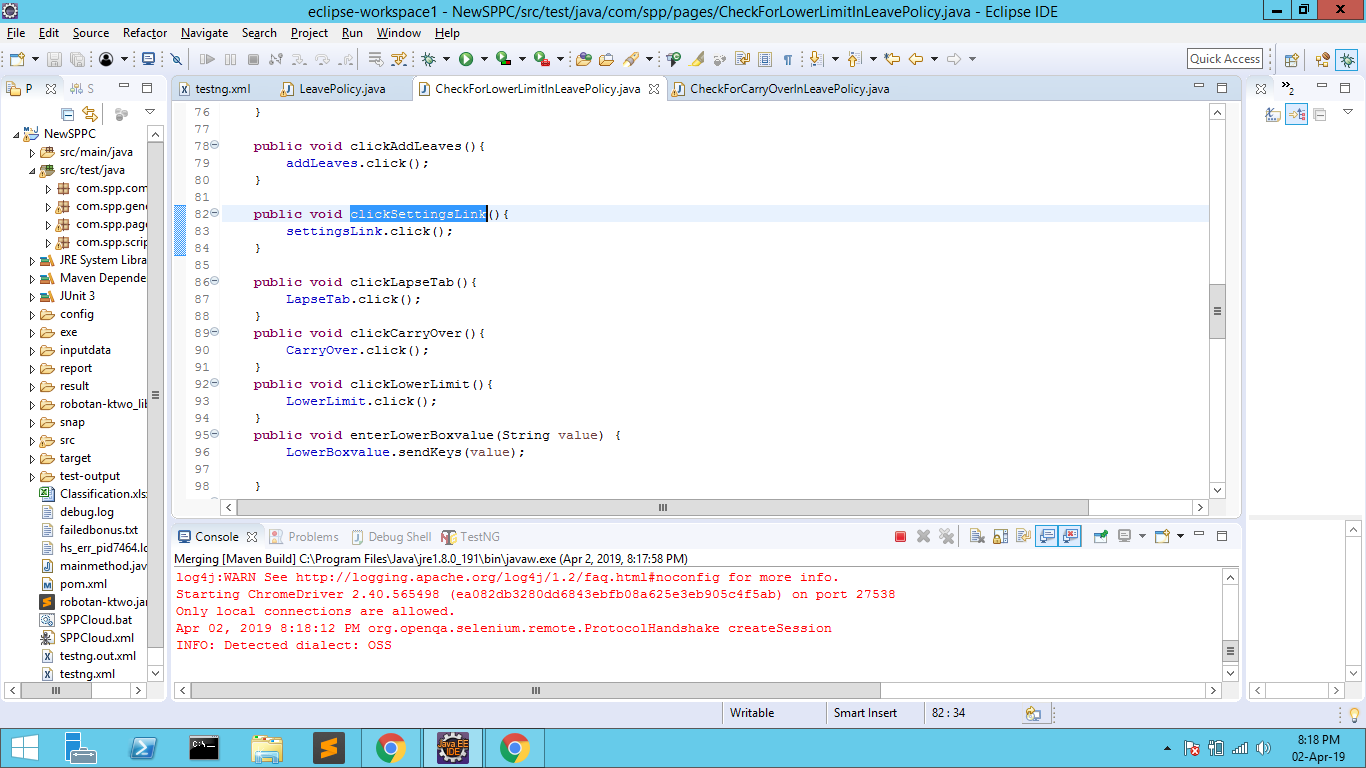 eclipse-workspace1 - NewSPPC/src/test/java/com/spp/pages/CheckForLowerLimitInLeavePolicy.java - Eclipse IDE
File Edit Source Refactor Navigate Search Project Run Window Help
Quick Access
P S
testng.xml LeavePolicy.java CheckForLowerLimitInLeavePolicy.java CheckForCarryOverInLeavePolicy.java
NewSPPC
src/main/java
src/test/java
com.spp.com
com.spp.gene
com.spp.page
com.spp.scrip
JRE System Libra
Maven Depende
JUnit 3
config
exe
inputdata
report
result
robotan-ktwo_lib
snap
src
target
test-output
Classification.xls
debug.log
failedbonus.txt
hs_err_pid7464.lo
mainmethod.jav
pom.xml
robotan-ktwo.jar
SPPCloud.bat
SPPCloud.xml
testng.out.xml
testng.xml
76 }
77
78 public void clickAddLeaves(){
79 addLeaves.click();
80 }
81
82 public void clickSettingsLink(){
83 settingsLink.click();
84 }
85
86 public void clickLapseTab(){
87 LapseTab.click();
88 }
89 public void clickCarryOver(){
90 CarryOver.click();
91 }
92 public void clickLowerLimit(){
93 LowerLimit.click();
94 }
95 public void enterLowerBoxvalue(String value) {
96 LowerBoxvalue.sendKeys(value);
97
98 }
2
Console Problems Debug Shell TestNG
Merging [Maven Build] C:\Program Files\Java\jre1.8.0_191\bin\javaw.exe (Apr 2, 2019, 8:17:58 PM)
log4j:WARN See http://logging.apache.org/log4j/1.2/faq.html#noconfig for more info.
Starting ChromeDriver 2.40.565498 (ea082db3280dd6843ebfb08a625e3eb905c4f5ab) on port 27538
Only local connections are allowed.
Apr 02, 2019 8:18:12 PM org.openqa.selenium.remote.ProtocolHandshake createSession
INFO: Detected dialect: OSS
Writable Smart Insert 82 : 34
Java EE
IDE
8:18 PM
02-Apr-19